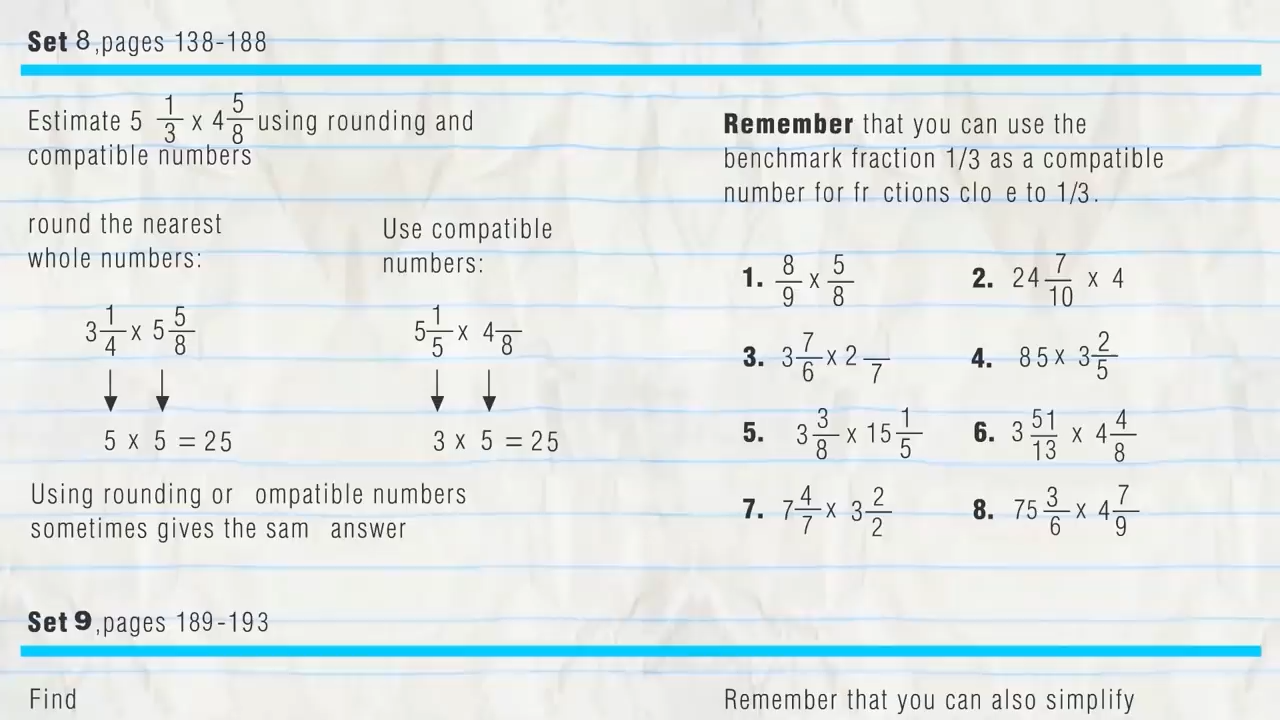 Set 8,pages 138-188
Estimate 5 1/3 x 4 5/8 using rounding and
compatible numbers
round the nearest
whole numbers:
3 1/4 x 5 5/8
5 x 5 = 25
Use compatible
numbers:
5 1/5 x 4 /8
3 x 5 = 25
Using rounding or ompatible numbers
sometimes gives the sam answer
Remember that you can use the
benchmark fraction 1/3 as a compatible
number for fr ctions clo e to 1/3.
1. 8/9 x 5/8
2. 24 7/10 x 4
3. 3 7/6 x 2 /7
4. 85 x 3 2/5
5. 3 3/8 x 15 1/5
6. 3 51/13 x 4 4/8
7. 7 4/7 x 3 2/2
8. 75 3/6 x 4 7/9
Set 9,pages 189-193
Find
Remember that you can also simplify